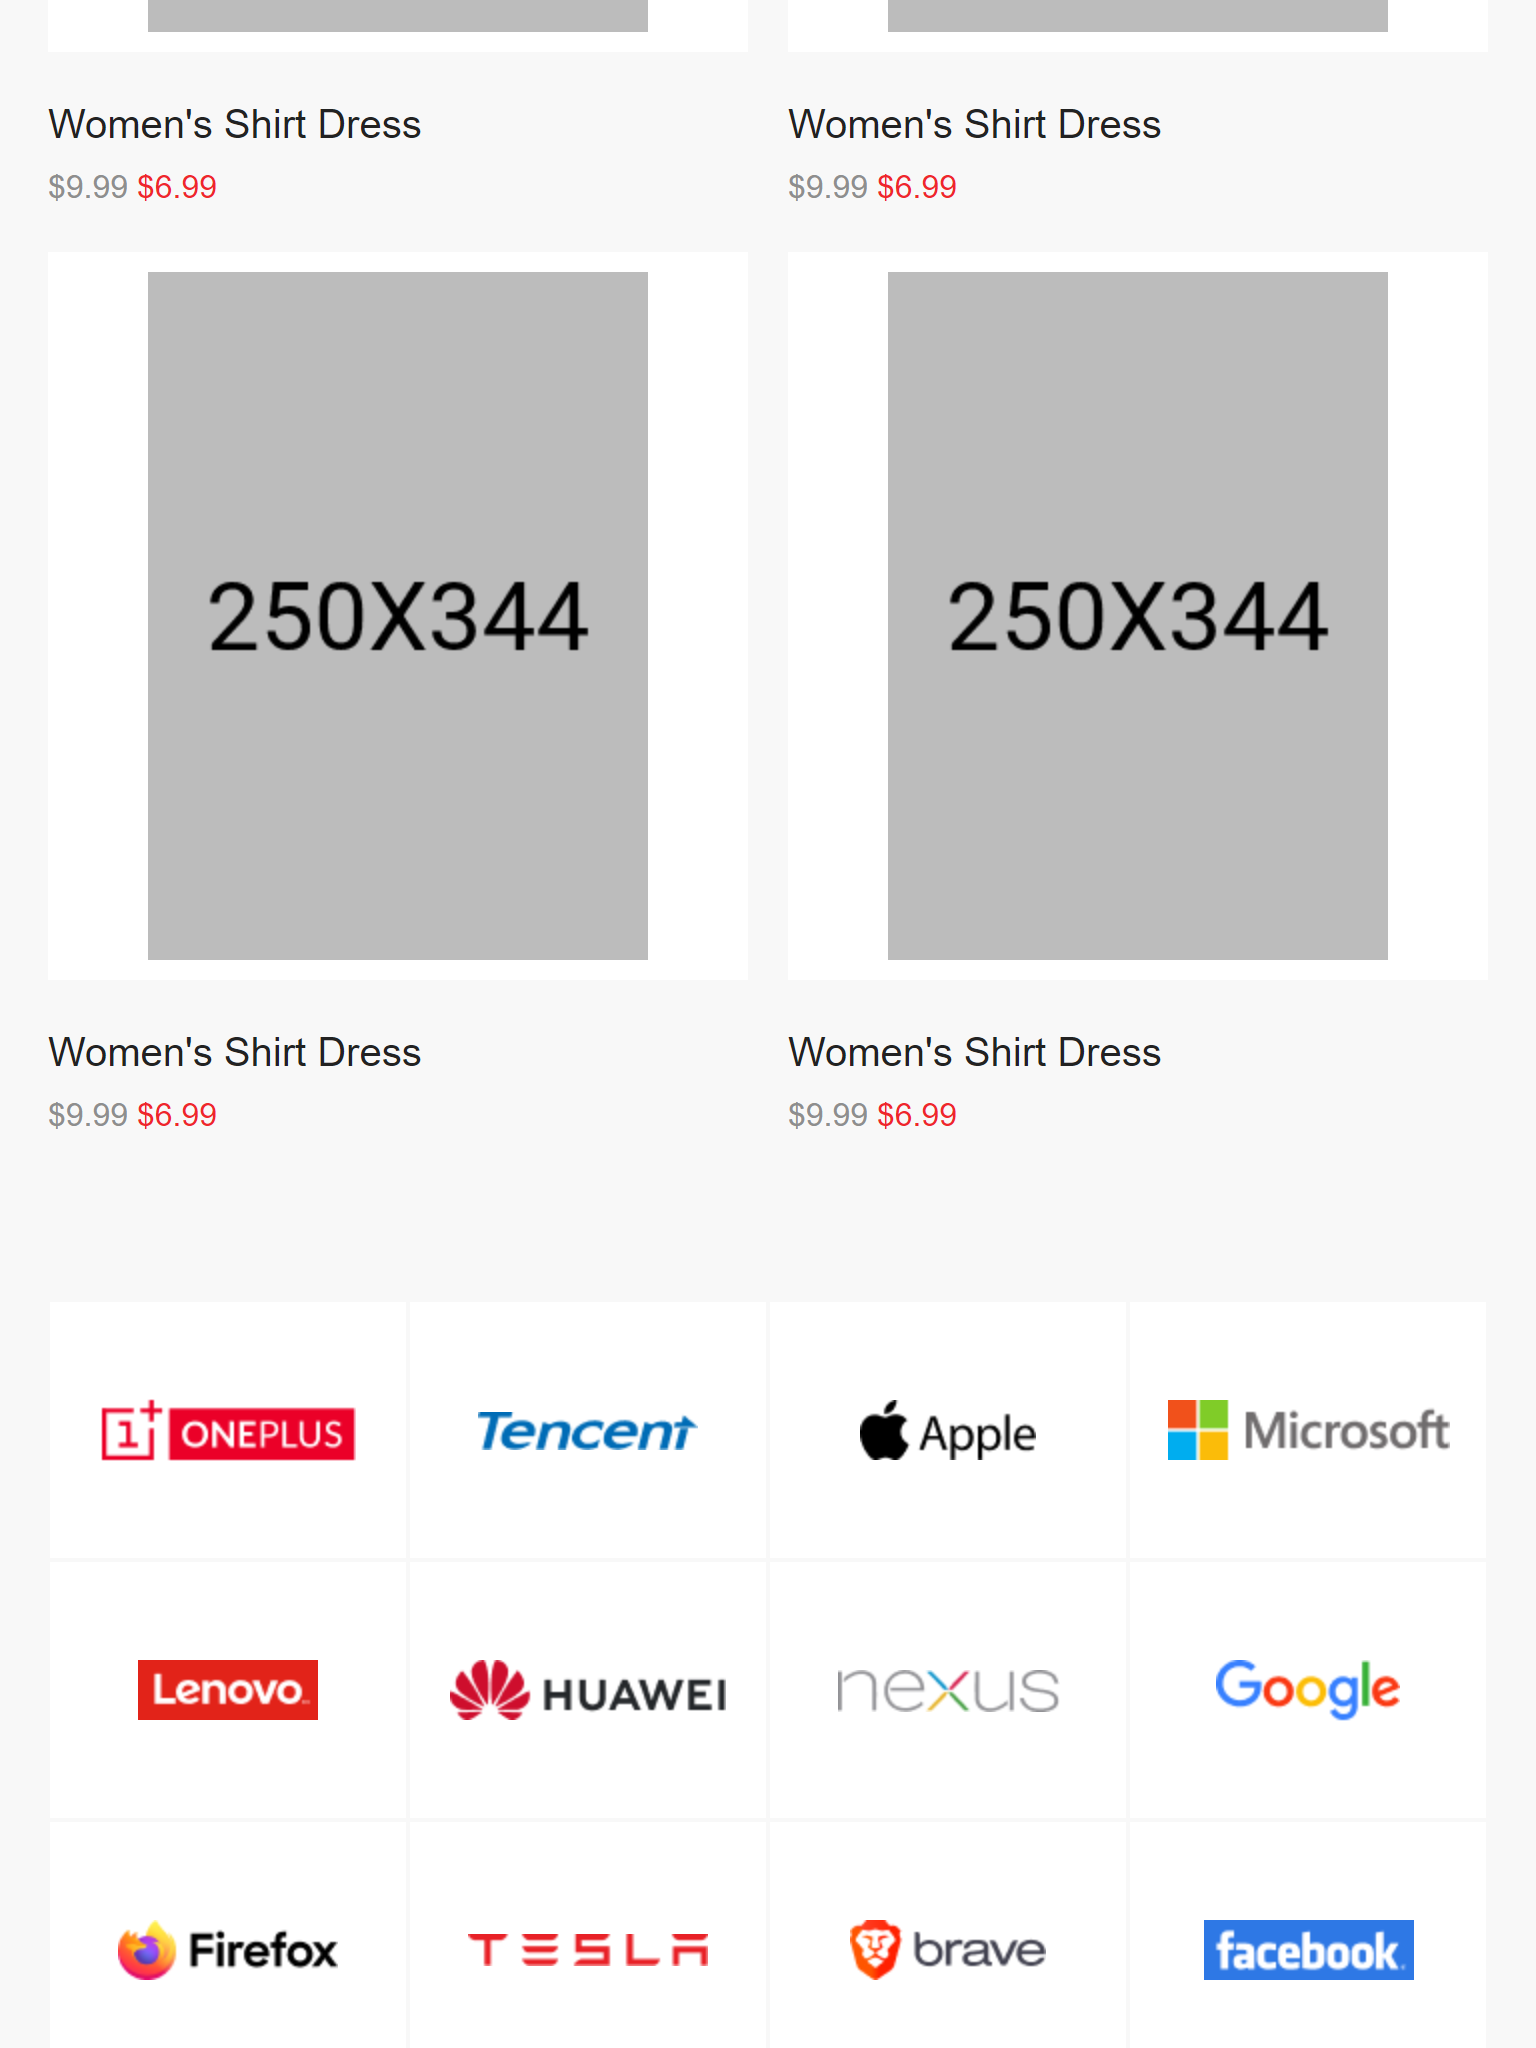 Women's Shirt Dress
Women's Shirt Dress
$9.99 $6.99
$9.99 $6.99
250X344
250X344
Women's Shirt Dress
Women's Shirt Dress
$9.99 $6.99
$9.99 $6.99
1+ ONEPLUS
Tencent
Apple
Microsoft
Lenovo
HUAWEI
nexus
Google
Firefox
TESLA
brave
facebook